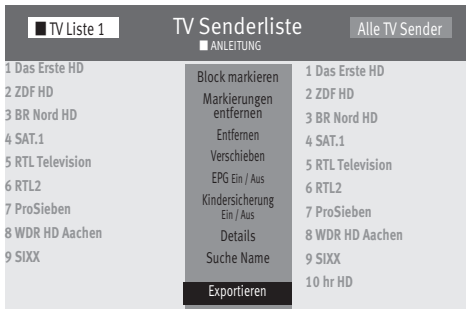 TV Liste 1
TV Senderliste
ANLEITUNG
Alle TV Sender
1 Das Erste HD
2 ZDF HD
3 BR Nord HD
4 SAT.1
5 RTL Television
6 RTL2
7 ProSieben
8 WDR HD Aachen
9 SIXX
Block markieren
Markierungen
entfernen
Entfernen
Verschieben
EPG Ein / Aus
Kindersicherung
Ein / Aus
Details
Suche Name
Exportieren
1 Das Erste HD
2 ZDF HD
3 BR Nord HD
4 SAT.1
5 RTL Television
6 RTL2
7 ProSieben
8 WDR HD Aachen
9 SIXX
10 hr HD